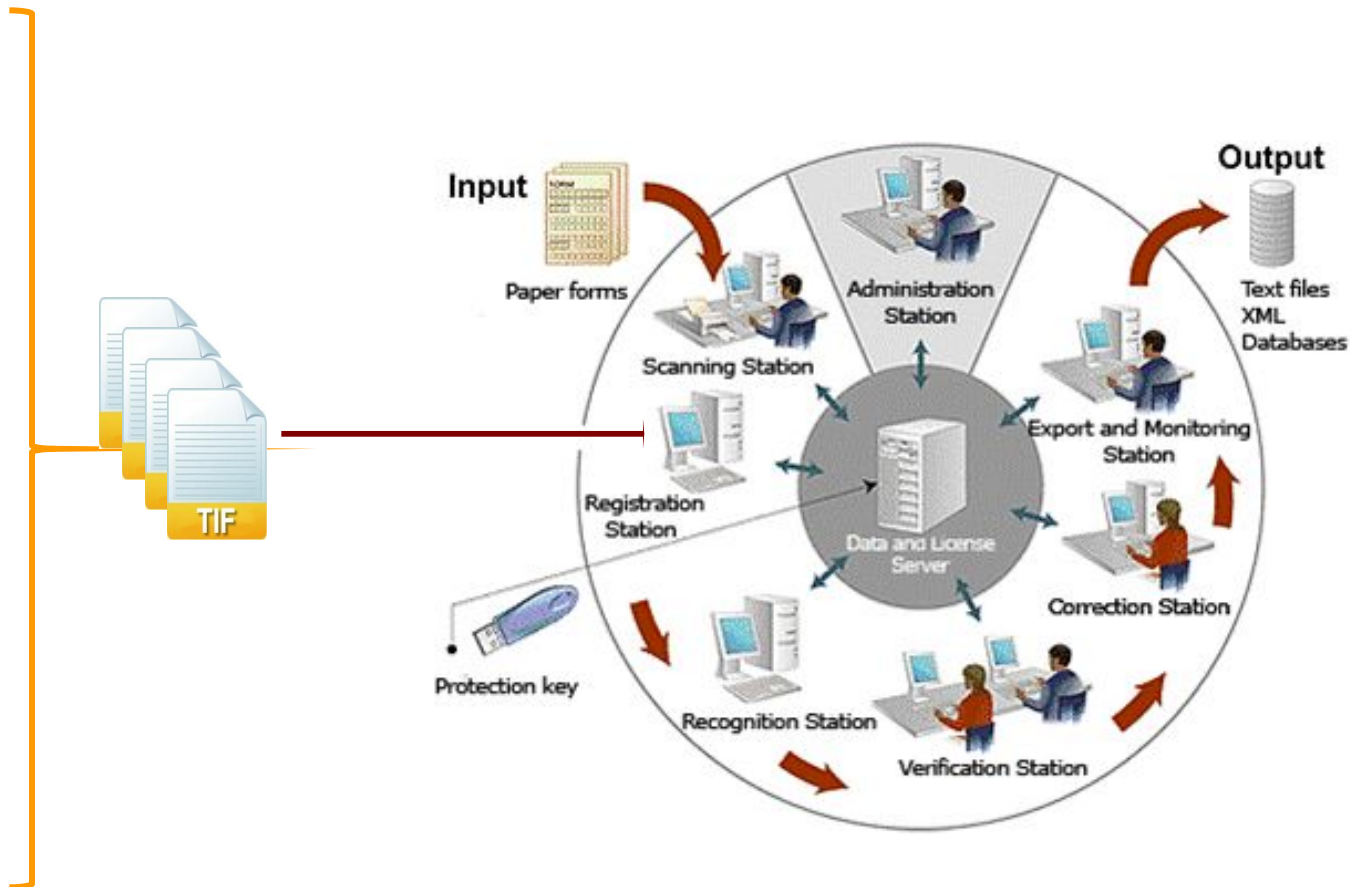 Input
FORM
Paper forms
Output
Text files
XML
Databases
Administration
Station
Scanning Station
Export and Monitoring
Station
Registration
Station
Data and License
Server
TIF
Correction Station
Protection key
Recognition Station
Verification Station